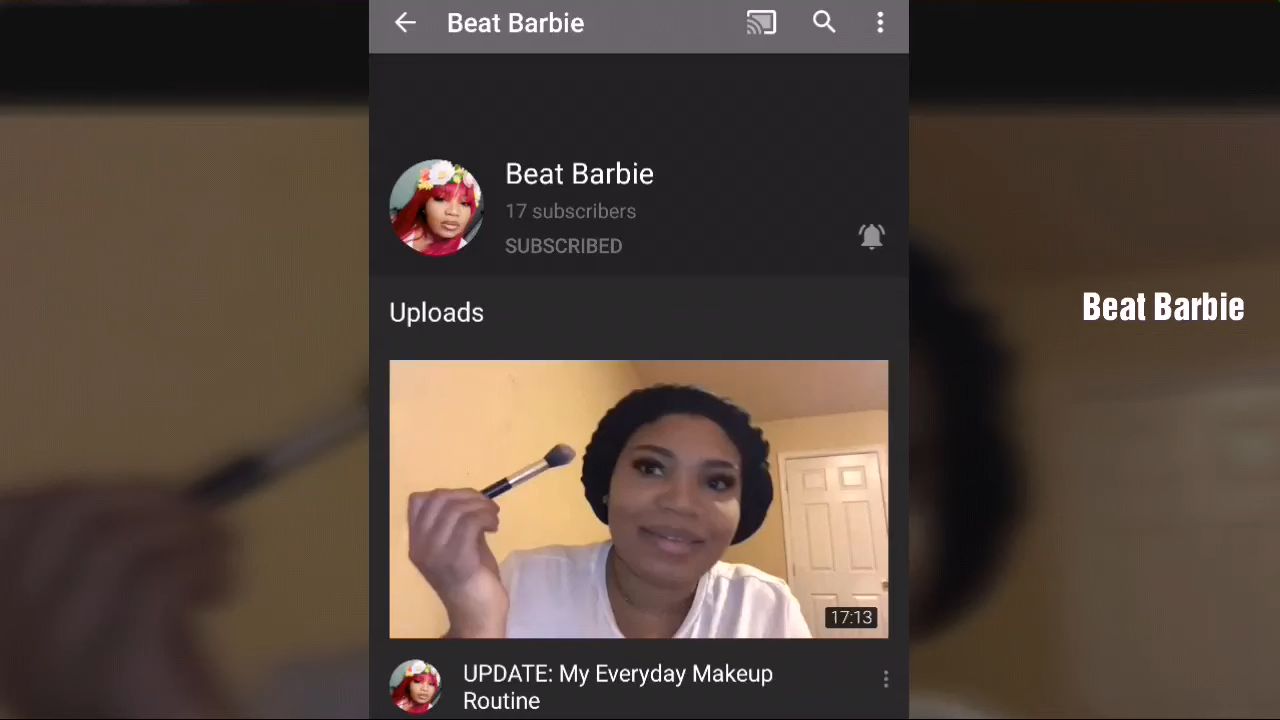 Beat Barbie
Beat Barbie
17 subscribers
SUBSCRIBED
Uploads
Beat Barbie
17:13
UPDATE: My Everyday Makeup
Routine